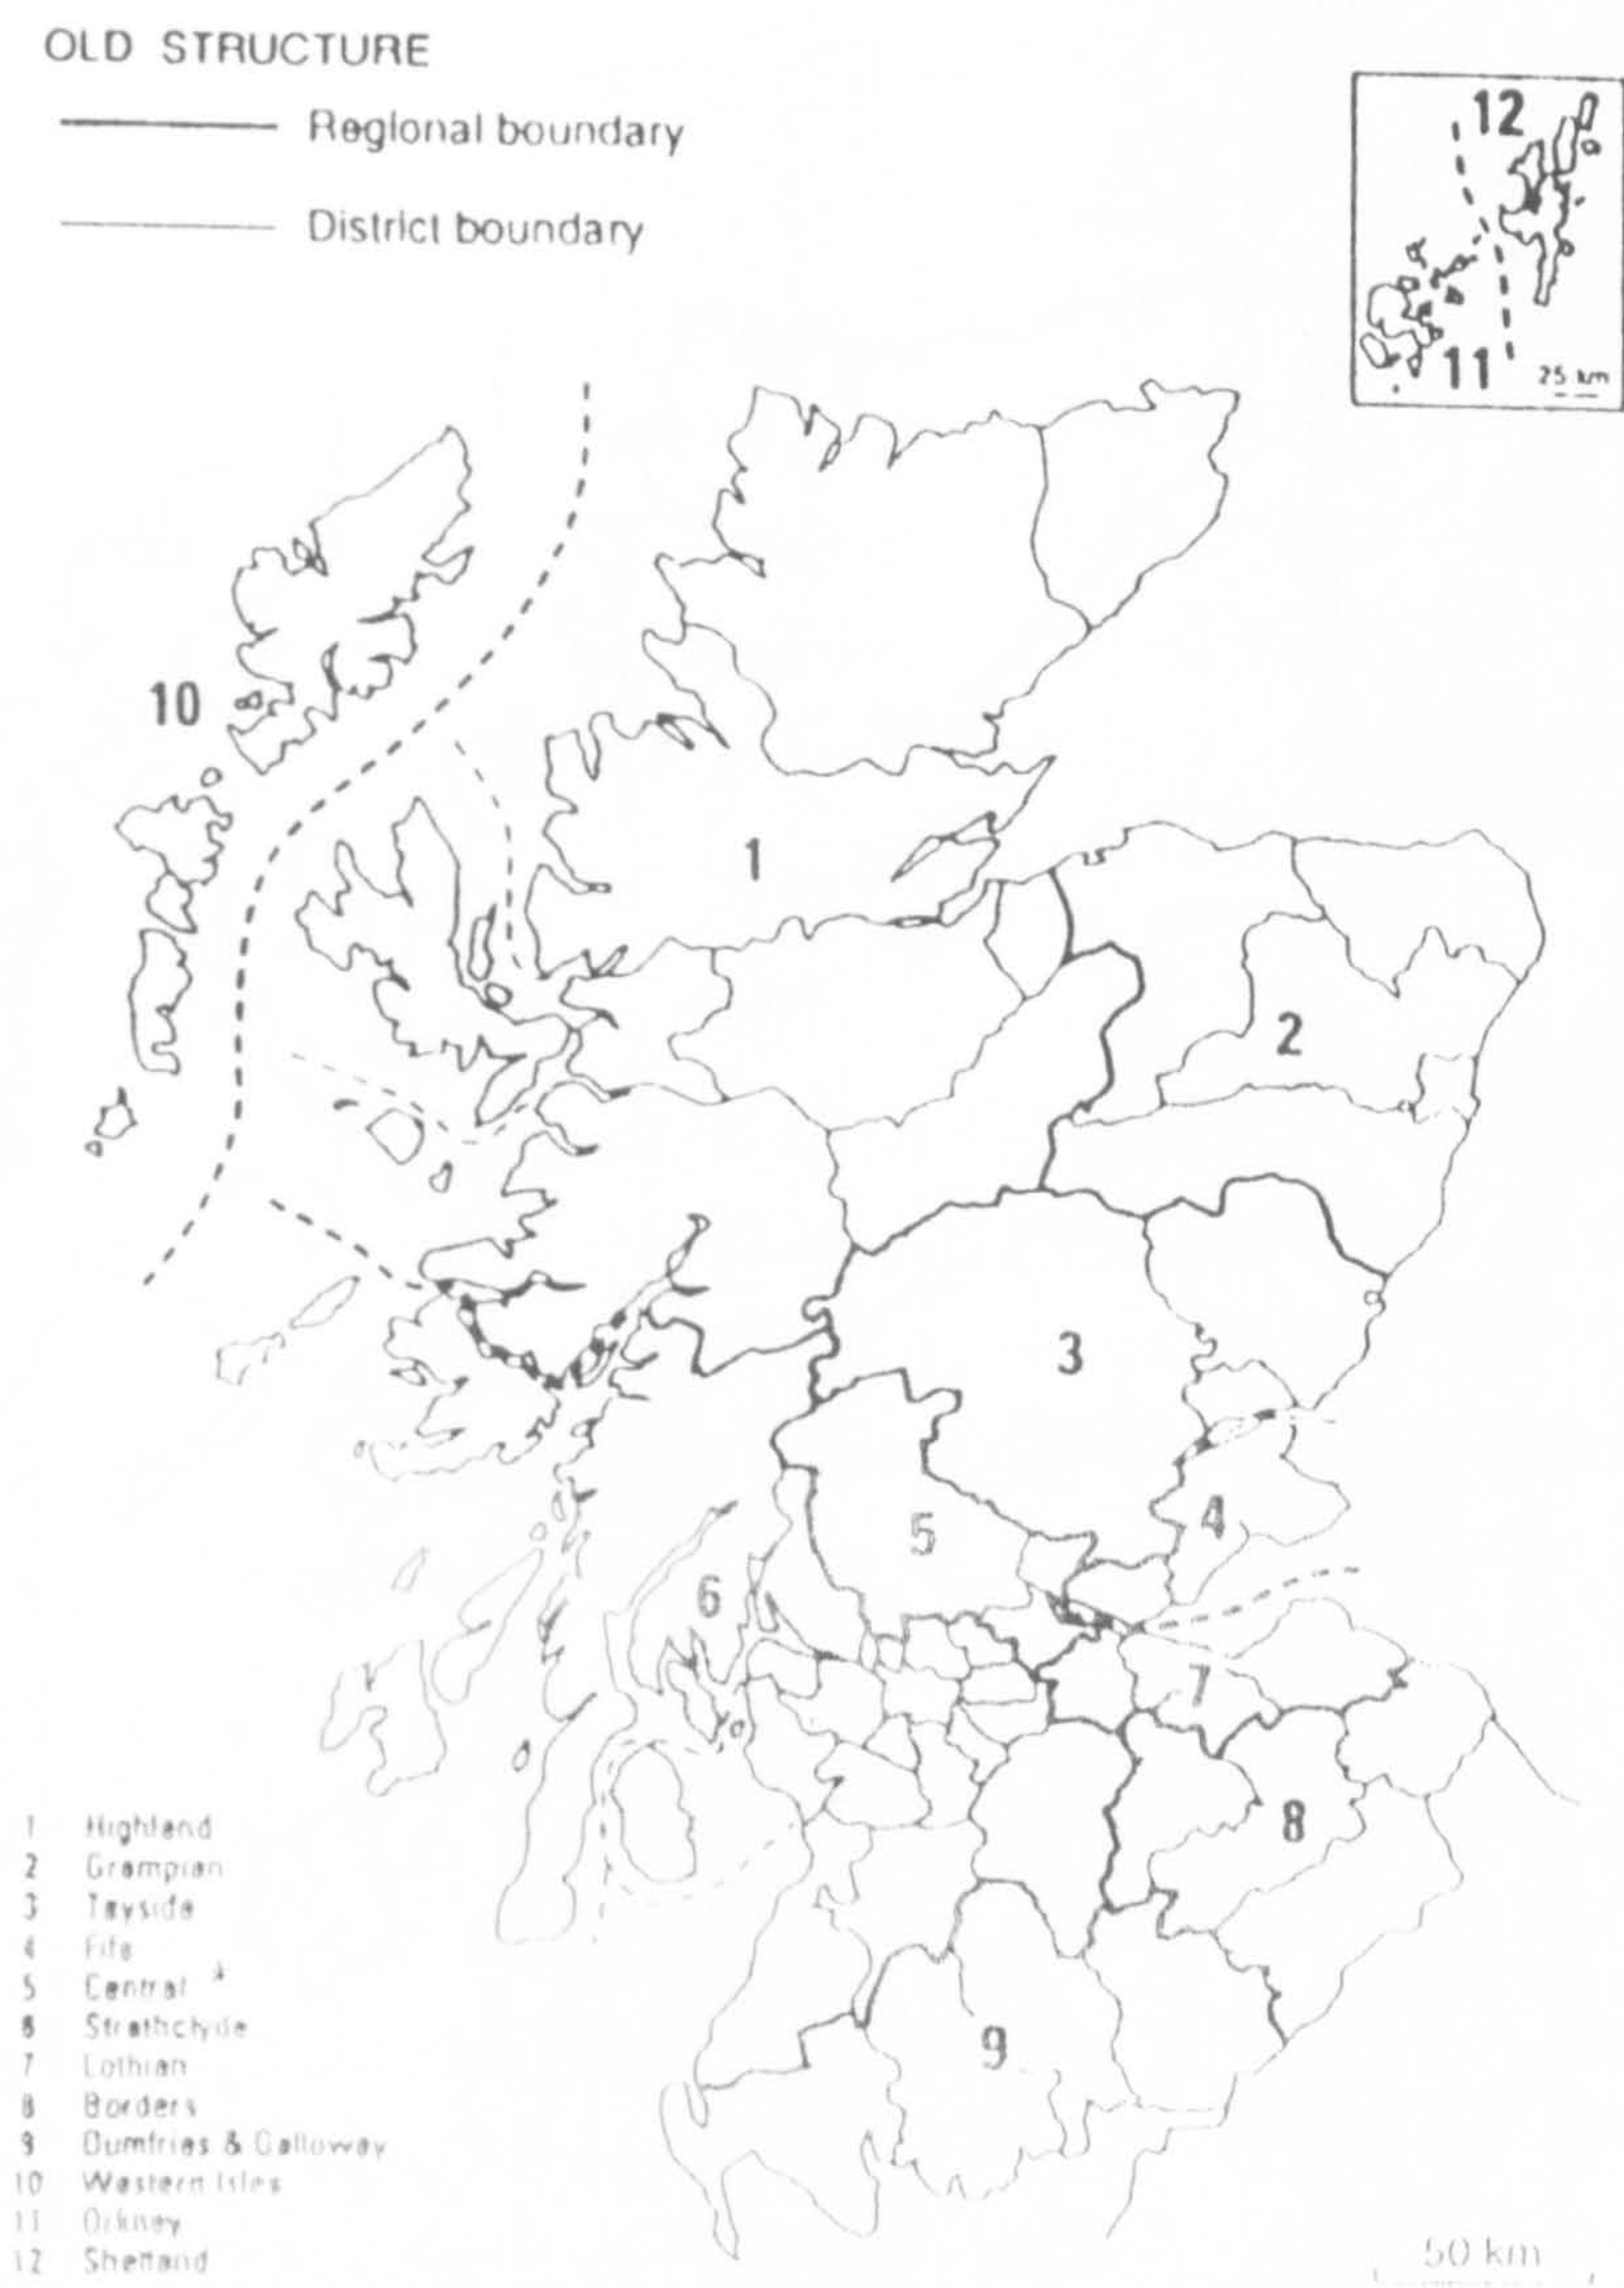 OLD STRUCTURE
Regional boundary
District boundary
12
11
25 km
10
1
2
3
4
5
6
7
8
9
1 Highland
2 Grampian
3 Tayside
4 Fife
5 Central
6 Strathclyde
7 Lothian
8 Borders
9 Dumfries & Galloway
10 Western Isles
11 Orkney
12 Shetland
50 km